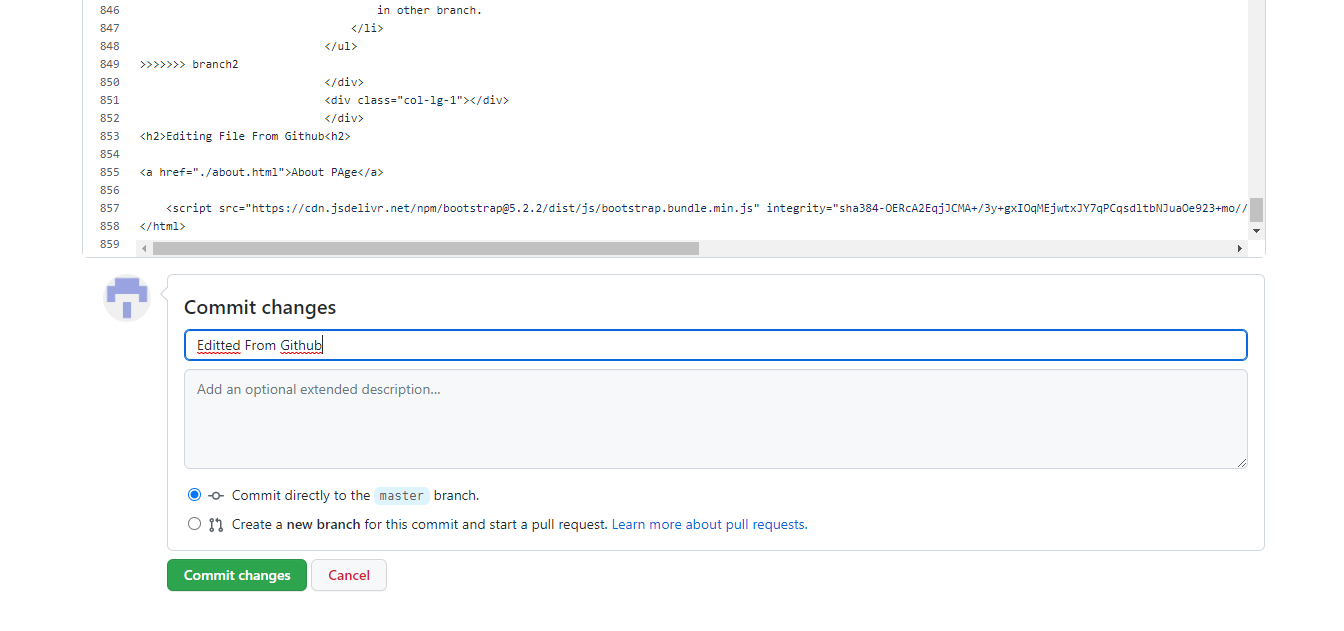 846 in other branch.
847 </li>
848 </ul>
849 >>>>>>> branch2
850 </div>
851 <div class="col-lg-1"></div>
852 </div>
853 <h2>Editing File From Github<h2>
854
855 <a href="./about.html">About PAge</a>
856
857 <script src="https://cdn.jsdelivr.net/npm/bootstrap@5.2.2/dist/js/bootstrap.bundle.min.js" integrity="sha384-OERcA2EqjJCMA+/3y+gxIOqMEjwtxJY7qPCqsdltbNJuaOe923+mo//
858 </html>
859
Commit changes
Editted From Github
Add an optional extended description...
Commit directly to the master branch.
Create a new branch for this commit and start a pull request. Learn more about pull requests.
Commit changes Cancel